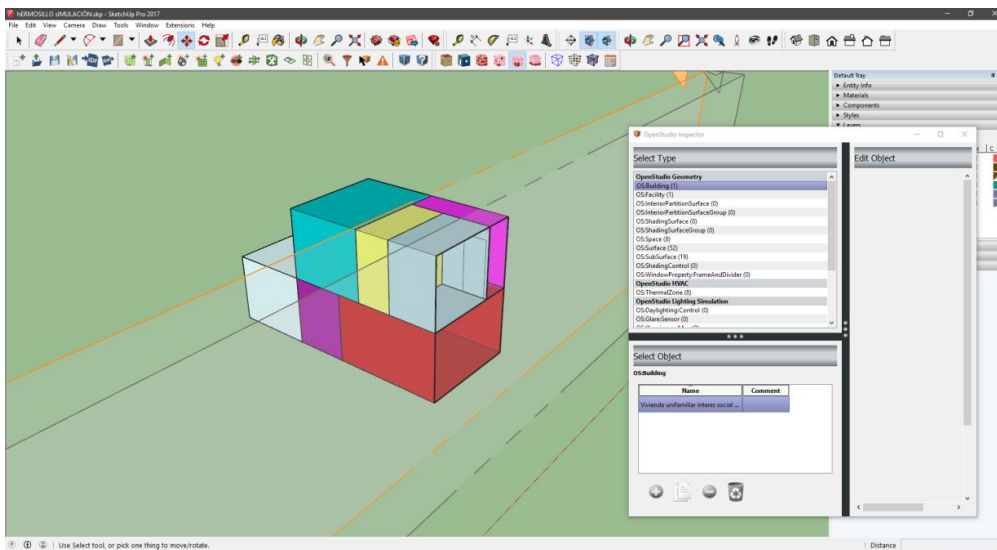 hERMOSILLO sIMULACIÓN.skp - SketchUp Pro 2017
File Edit View Camera Draw Tools Window Extensions Help
Default Tray
Entity Info
Materials
Components
Styles
Layers
OpenStudio Inspector
Select Type
Edit Object
OpenStudio Geometry
OS:Building (1)
OS:Facility (1)
OS:InteriorPartitionSurface (0)
OS:InteriorPartitionSurfaceGroup (0)
OS:ShadingSurface (0)
OS:ShadingSurfaceGroup (0)
OS:Space (8)
OS:Surface (52)
OS:SubSurface (19)
OS:ShadingControl (0)
OS:WindowProperty:FrameAndDivider (0)
OpenStudio HVAC
OS:ThermalZone (8)
OpenStudio Lighting Simulation
OS:Daylighting:Control (0)
OS:Glare:Sensor (0)
Select Object
OS:Building
Name Comment
Vivienda unifamiliar interes social ...
Use Select tool, or pick one thing to move/rotate.
Distance